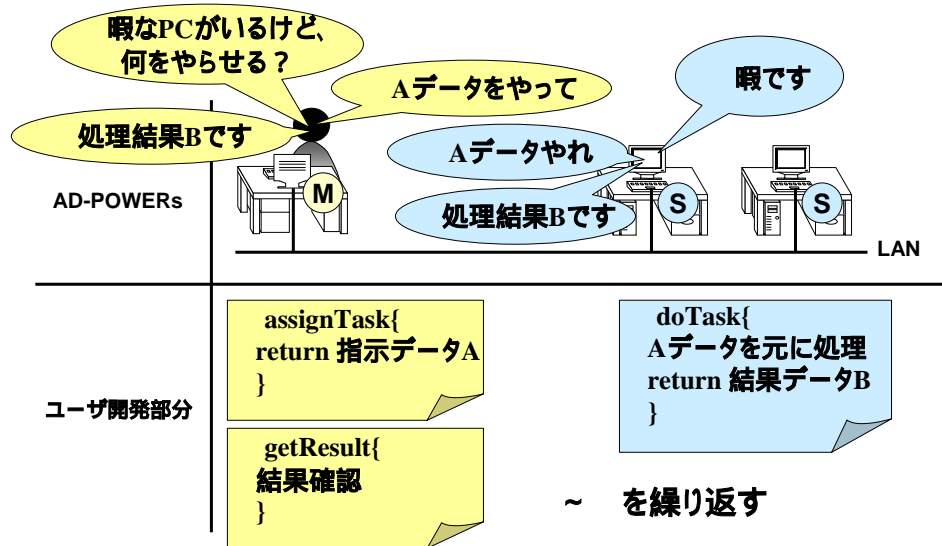 暇なPCがいるけど、
何をやらせる？
Aデータをやって
処理結果Bです
暇です
Aデータやれ
処理結果Bです
AD-POWERs
M
S
S
LAN
assignTask{
return 指示データA
}
doTask{
Aデータを元に処理
return 結果データB
}
ユーザ開発部分
getResult{
結果確認
}
~ を繰り返す